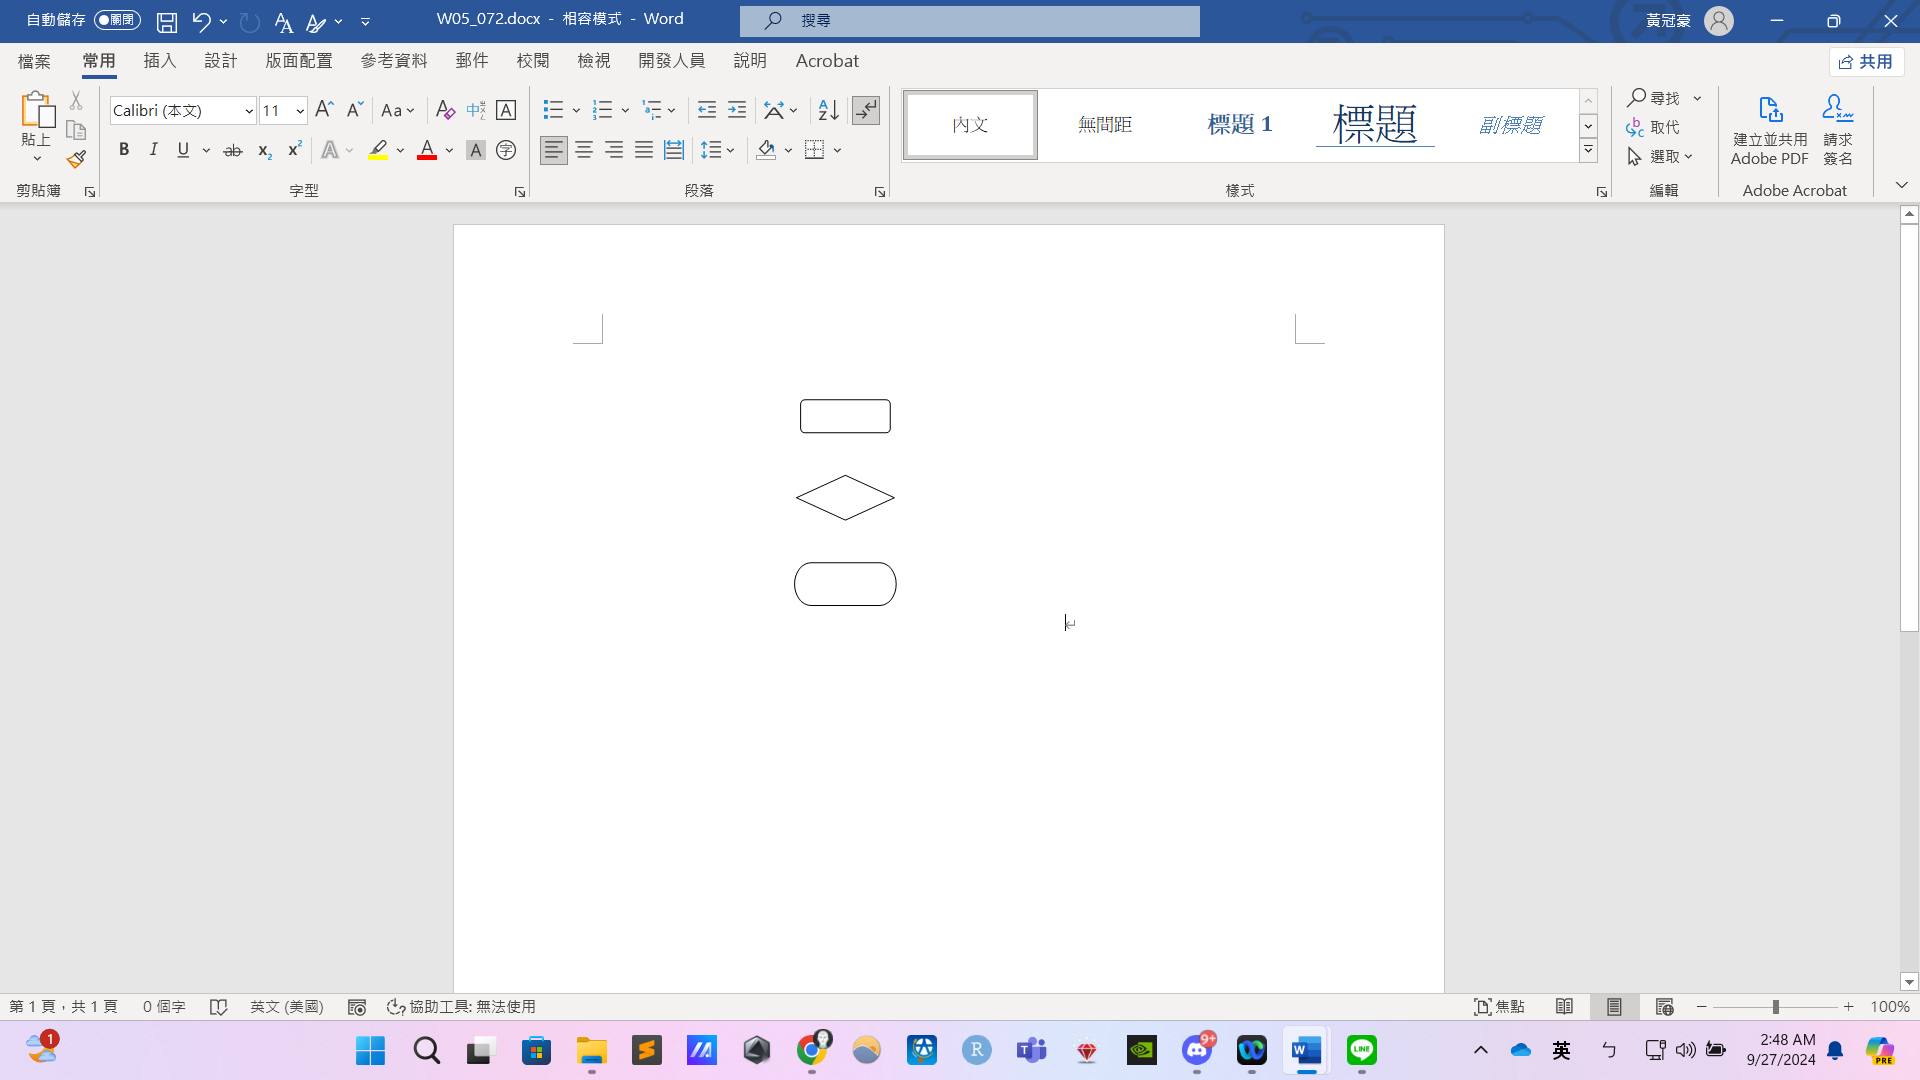 自動儲存 關閉 W05_072.docx - 相容模式 - Word 搜尋 黃冠豪
檔案 常用 插入 設計 版面配置 參考資料 郵件 校閱 檢視 開發人員 說明 Acrobat 共用
貼上 Calibri (本文) 11 Aa 內文 無間距 標題 1 標題 副標題 尋找 取代 選取 建立並共用 Adobe PDF 請求 簽名
剪貼簿 字型 段落 樣式 編輯 Adobe Acrobat
第 1 頁，共 1 頁 0 個字 英文 (美國) 協助工具: 無法使用 焦點 100%
1 9+ LINE 英 ㄅ 2:48 AM
9/27/2024 PRE